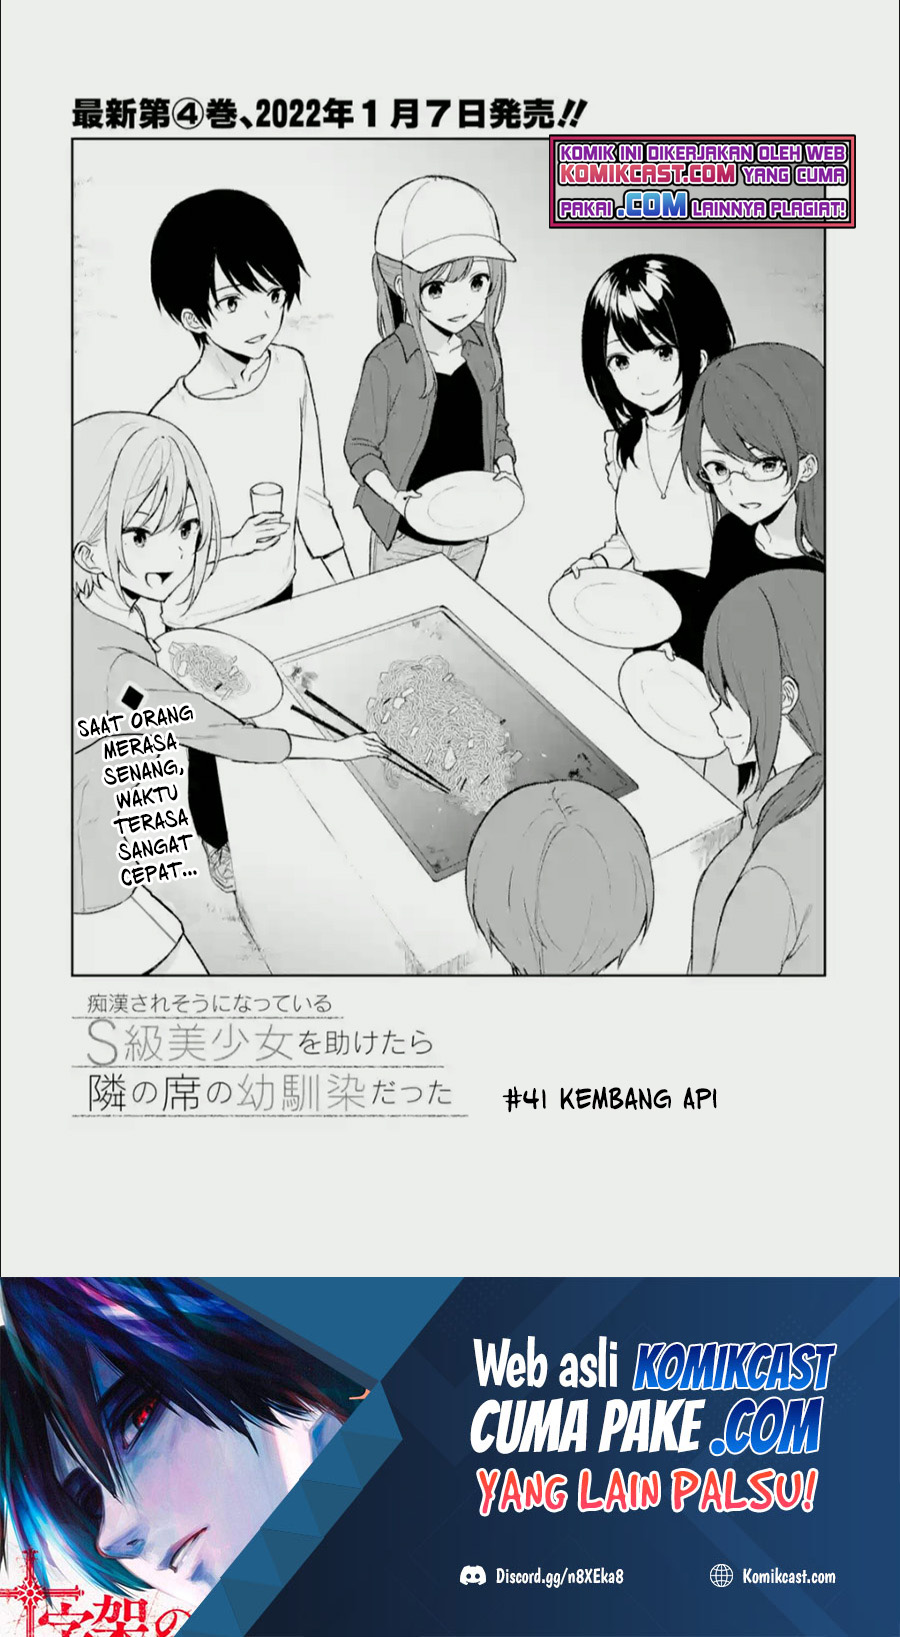 最新第④巻、2022年1月7日発売!!
KOMIK INI DIKERJAKAN OLEH WEB
KOMIKCAST.COM YANG CUMA
PAKAI .COM LAINNYA PLAGIAT!
SAAT ORANG
MERASA
SENANG,
WAKTU
TERASA
SANGAT
CEPAT...
痴漢されそうになっている
S級美少女を助けたら
隣の席の幼馴染だった
#41 KEMBANG API
Web asli KOMIKCAST
CUMA PAKE .COM
YANG LAIN PALSU!
Discord.gg/n8XEka8
Komikcast.com
字架の